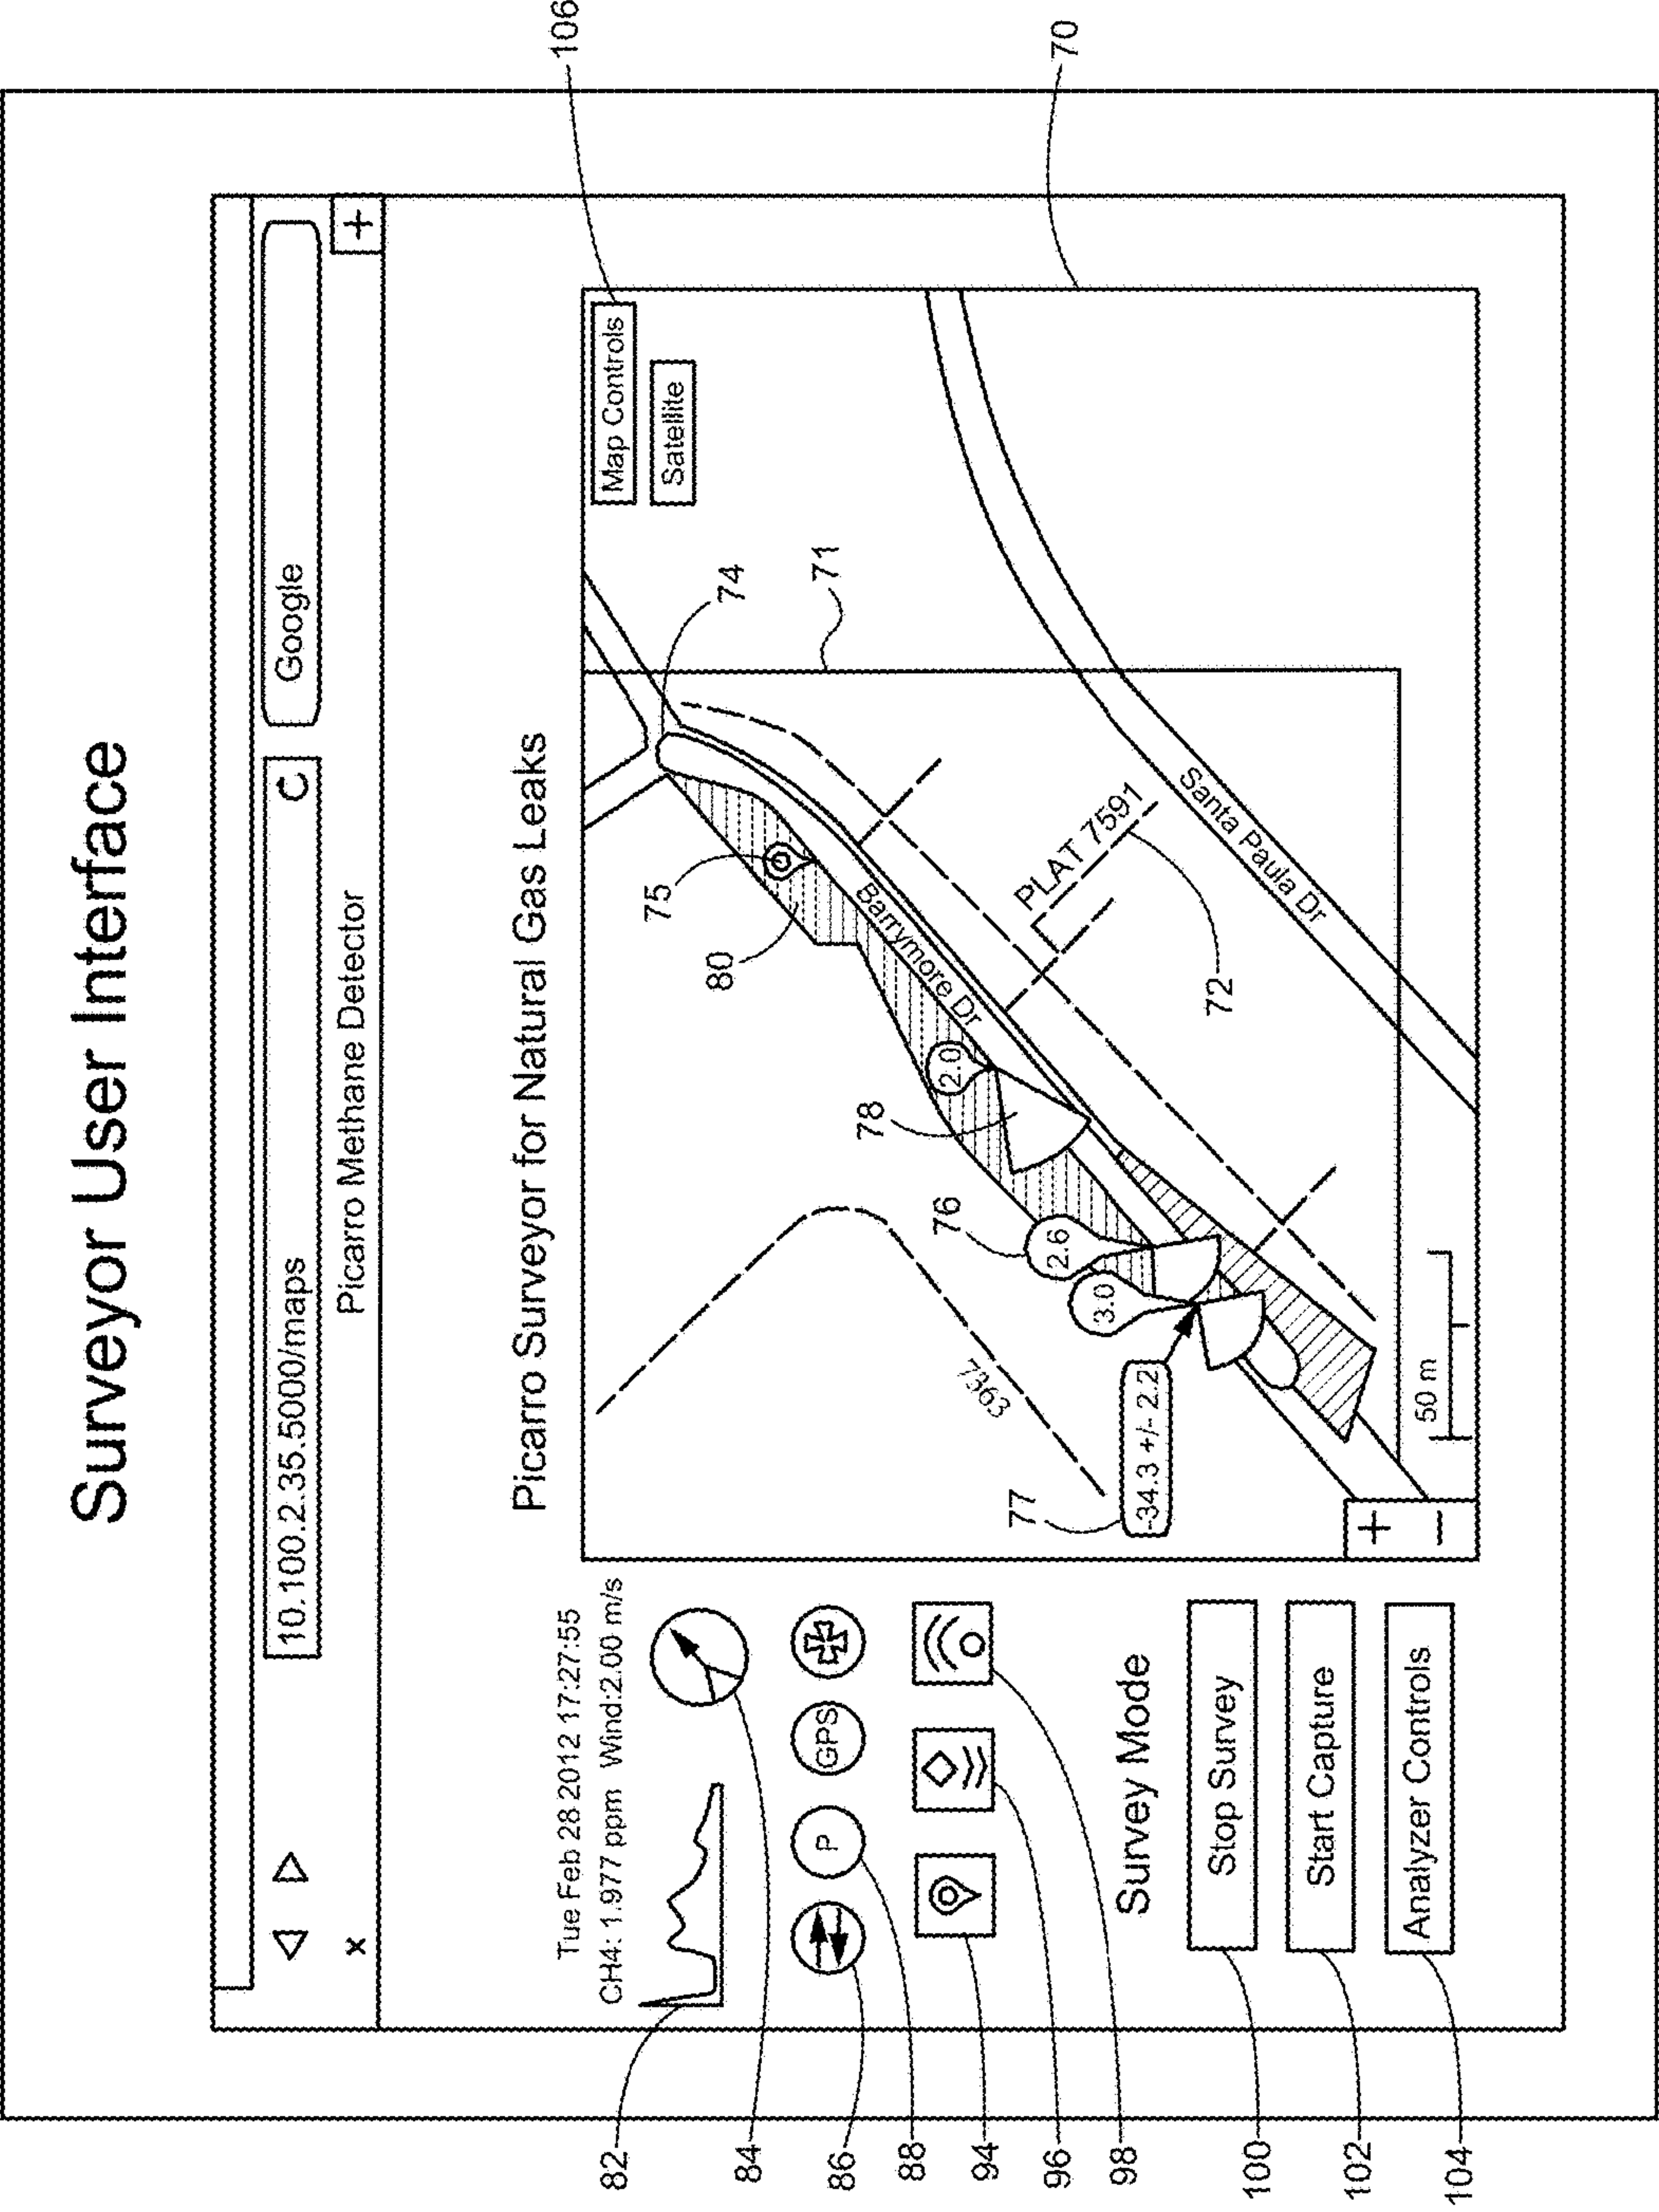 Surveyor User Interface
10.100.2.35.5000/maps C Google
x Picarro Methane Detector +
Picarro Surveyor for Natural Gas Leaks
Tue Feb 28 2012 17:27:55
CH4: 1.977 ppm Wind:2.00 m/s
P GPS
Survey Mode
Stop Survey
Start Capture
Analyzer Controls
Map Controls
Satellite
Barrymore Dr
PLAT 7591
Santa Paula Dr
7363
2.0
2.6
3.0
-34.3 +/- 2.2
50 m
+
–
82
84
86
88
94
96
98
100
102
104
106
70
71
74
75
80
72
78
76
77